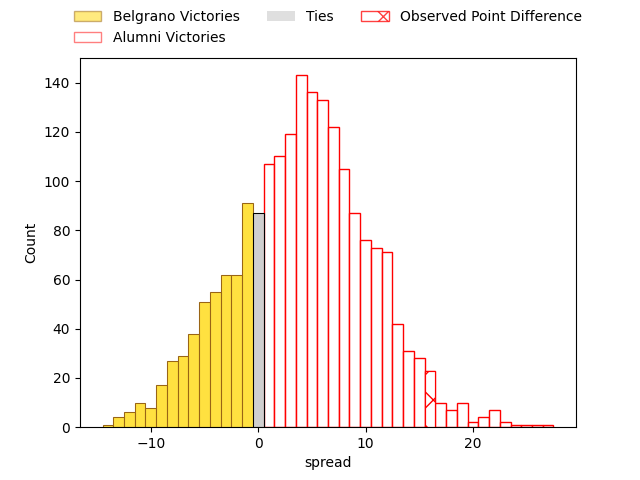 Belgrano Victories
Ties
Observed Point Difference
Alumni Victories
140
120
100
80
60
40
20
0
Count
−10
0
10
20
spread